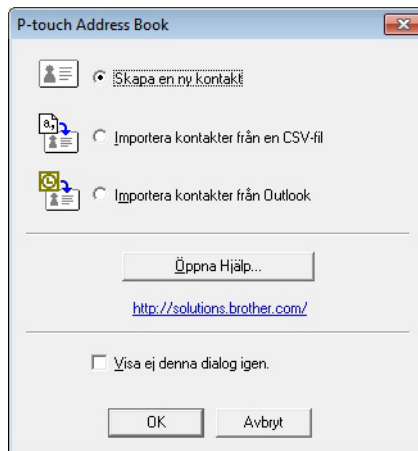 P-touch Address Book
Skapa en ny kontakt
a,
Importera kontakter från en CSV-fil
Importera kontakter från Outlook
Öppna Hjälp...
http://solutions.brother.com/
Visa ej denna dialog igen.
OK Avbryt